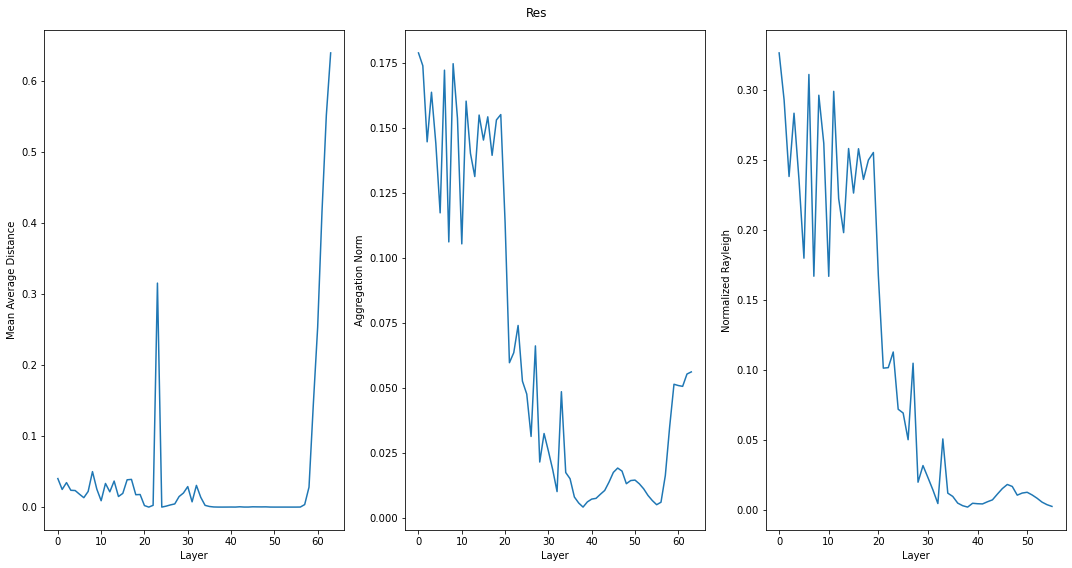 Res
Mean Average Distance
0.6
0.5
0.4
0.3
0.2
0.1
0.0
0 10 20 30 40 50 60
Layer
Aggregation Norm
0.175
0.150
0.125
0.100
0.075
0.050
0.025
0.000
0 10 20 30 40 50 60
Layer
Normalized Rayleigh
0.30
0.25
0.20
0.15
0.10
0.05
0.00
0 10 20 30 40 50
Layer